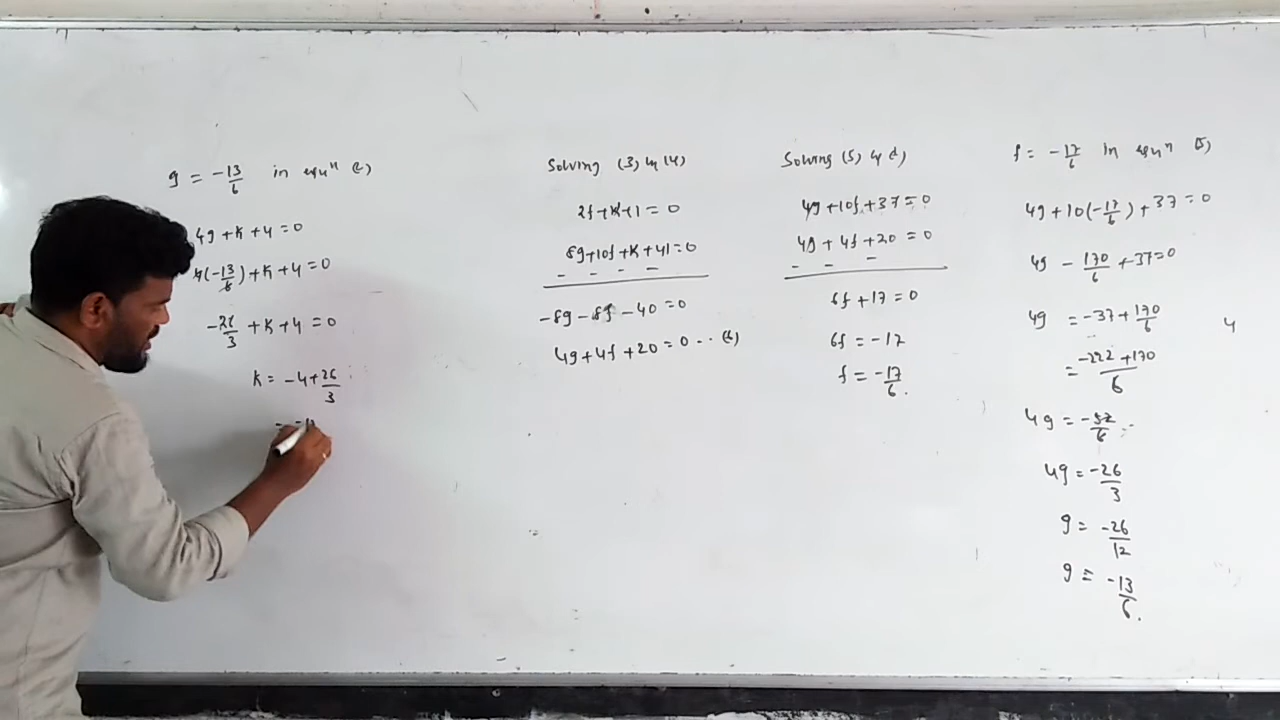 g = -13/6 in equⁿ (2)
4g + k + 4 = 0
4(-13/6) + k + 4 = 0
-26/3 + k + 4 = 0
k = -4 + 26/3
= -1
Solving (3) & (4)
2f + k + 1 = 0
8g + 10f + k + 41 = 0
- - - -
-8g - 8f - 40 = 0
4g + 4f + 20 = 0 -- (6)
Solving (5) &
4g + 10f + 37 = 0
4g + 4f + 20 = 0
- - -
6f + 17 = 0
6f = -17
f = -17/6.
f = -17/6 in equⁿ (5)
4g + 10(-17/6) + 37 = 0
4g - 170/6 + 37 = 0
4g = -37 + 170/6
4
= -222 + 170/6
4g = -52/6
4g = -26/3
g = -26/12
g = -13/6.